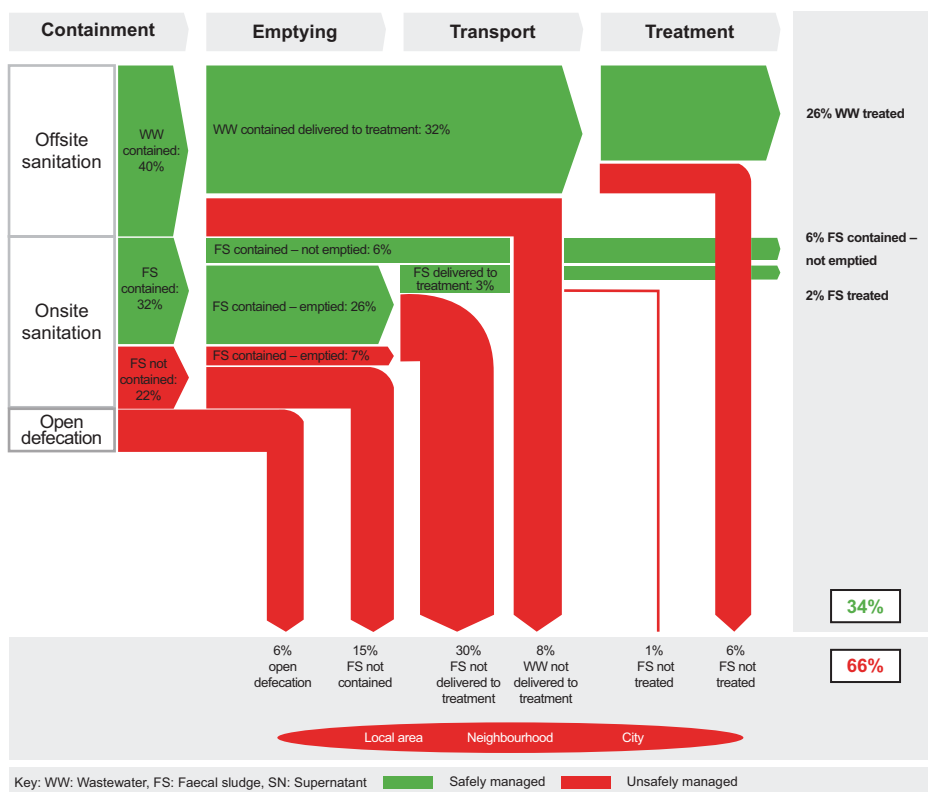 Containment
Emptying
Transport
Treatment
Offsite
sanitation
WW
contained:
40%
WW contained delivered to treatment: 32%
26% WW treated
Onsite
sanitation
FS
contained:
32%
FS contained – not emptied: 6%
FS contained – emptied: 26%
FS delivered to
treatment: 3%
6% FS contained –
not emptied
2% FS treated
FS not
contained:
22%
FS contained – emptied: 7%
Open
defecation
34%
6%
open
defecation
15%
FS not
contained
30%
FS not
delivered to
treatment
8%
WW not
delivered to
treatment
1%
FS not
treated
6%
FS not
treated
66%
Local area
Neighbourhood
City
Key: WW: Wastewater, FS: Faecal sludge, SN: Supernatant
Safely managed
Unsafely managed